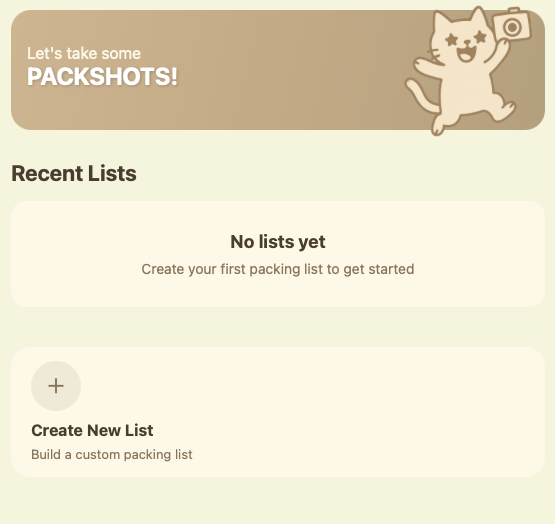 Let's take some
PACKSHOTS!
Recent Lists
No lists yet
Create your first packing list to get started
Create New List
Build a custom packing list